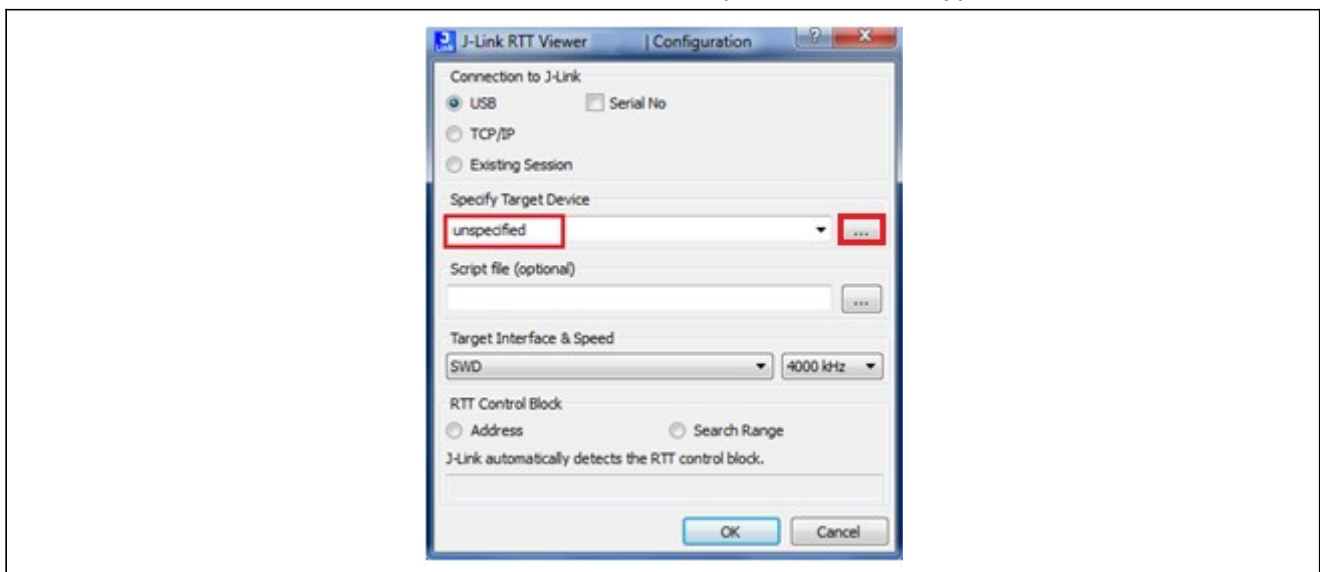 J-Link RTT Viewer | Configuration
Connection to J-Link
USB Serial No
TCP/IP
Existing Session
Specify Target Device
unspecified ...
Script file (optional)
...
Target Interface & Speed
SWD 4000 kHz
RTT Control Block
Address Search Range
J-Link automatically detects the RTT control block.
OK Cancel